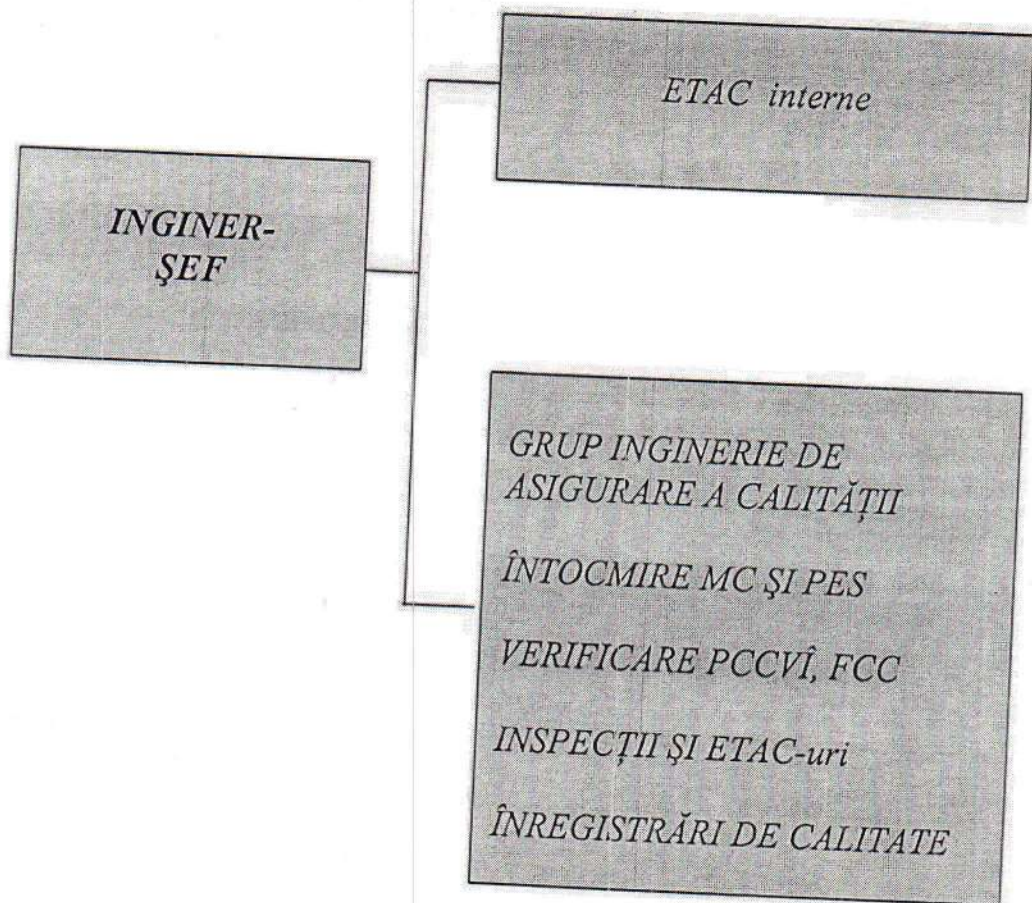 ETAC interne
INGINER-
ŞEF
GRUP INGINERIE DE
ASIGURARE A CALITĂŢII
ÎNTOCMIRE MC ŞI PES
VERIFICARE PCCVÎ, FCC
INSPECŢII ŞI ETAC-uri
ÎNREGISTRĂRI DE CALITATE